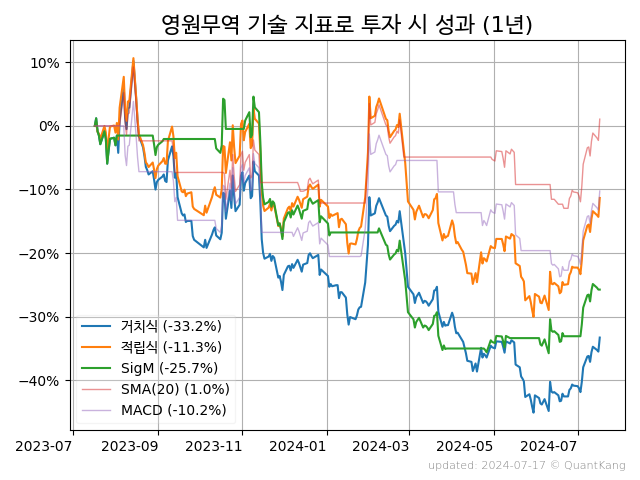 영원무역 기술 지표로 투자 시 성과 (1년)
10%
0%
−10%
−20%
−30%
−40%
거치식 (-33.2%)
적립식 (-11.3%)
SigM (-25.7%)
SMA(20) (1.0%)
MACD (-10.2%)
2023-07 2023-09 2023-11 2024-01 2024-03 2024-05 2024-07
updated: 2024-07-17 © QuantKang